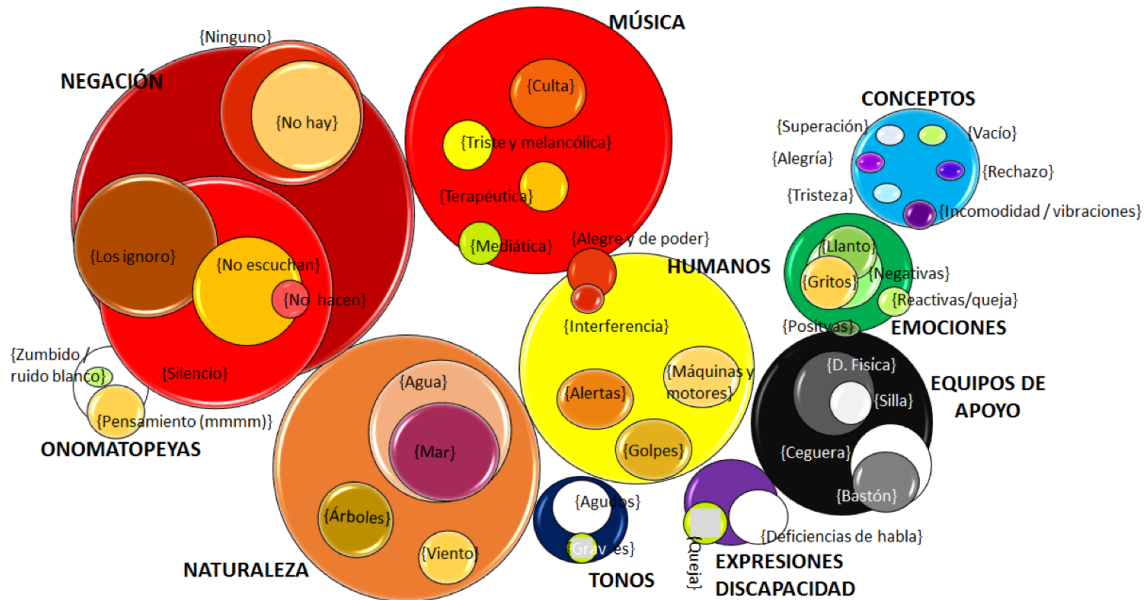 MÚSICA
{Ninguno}
NEGACIÓN
{Culta}
CONCEPTOS
{No hay}
{Superación}
{Vacío}
{Triste y melancólica}
{Alegría}
{Rechazo}
{Terapéutica}
{Tristeza}
{Incomodidad / vibraciones}
{Los ignoro}
{No escuchan}
{Mediática}
{Alegre y de poder}
HUMANOS
{Llanto}
{Gritos}
{Negativas}
{No hacen}
{Reactivas/queja}
{Interferencia}
{Positvas}
EMOCIONES
{Zumbido /
ruido blanco}
{Silencio}
{Agua}
{Máquinas y
motores}
{D. Fisíca}
EQUIPOS DE
APOYO
{Alertas}
{Silla}
{Pensamiento (mmmm)}
ONOMATOPEYAS
{Mar}
{Golpes}
{Ceguera}
{Bastón}
{Árboles}
{Agudos}
{Viento}
{Graves}
{Queja}
{Deficiencias de habla}
NATURALEZA
TONOS
EXPRESIONES
DISCAPACIDAD